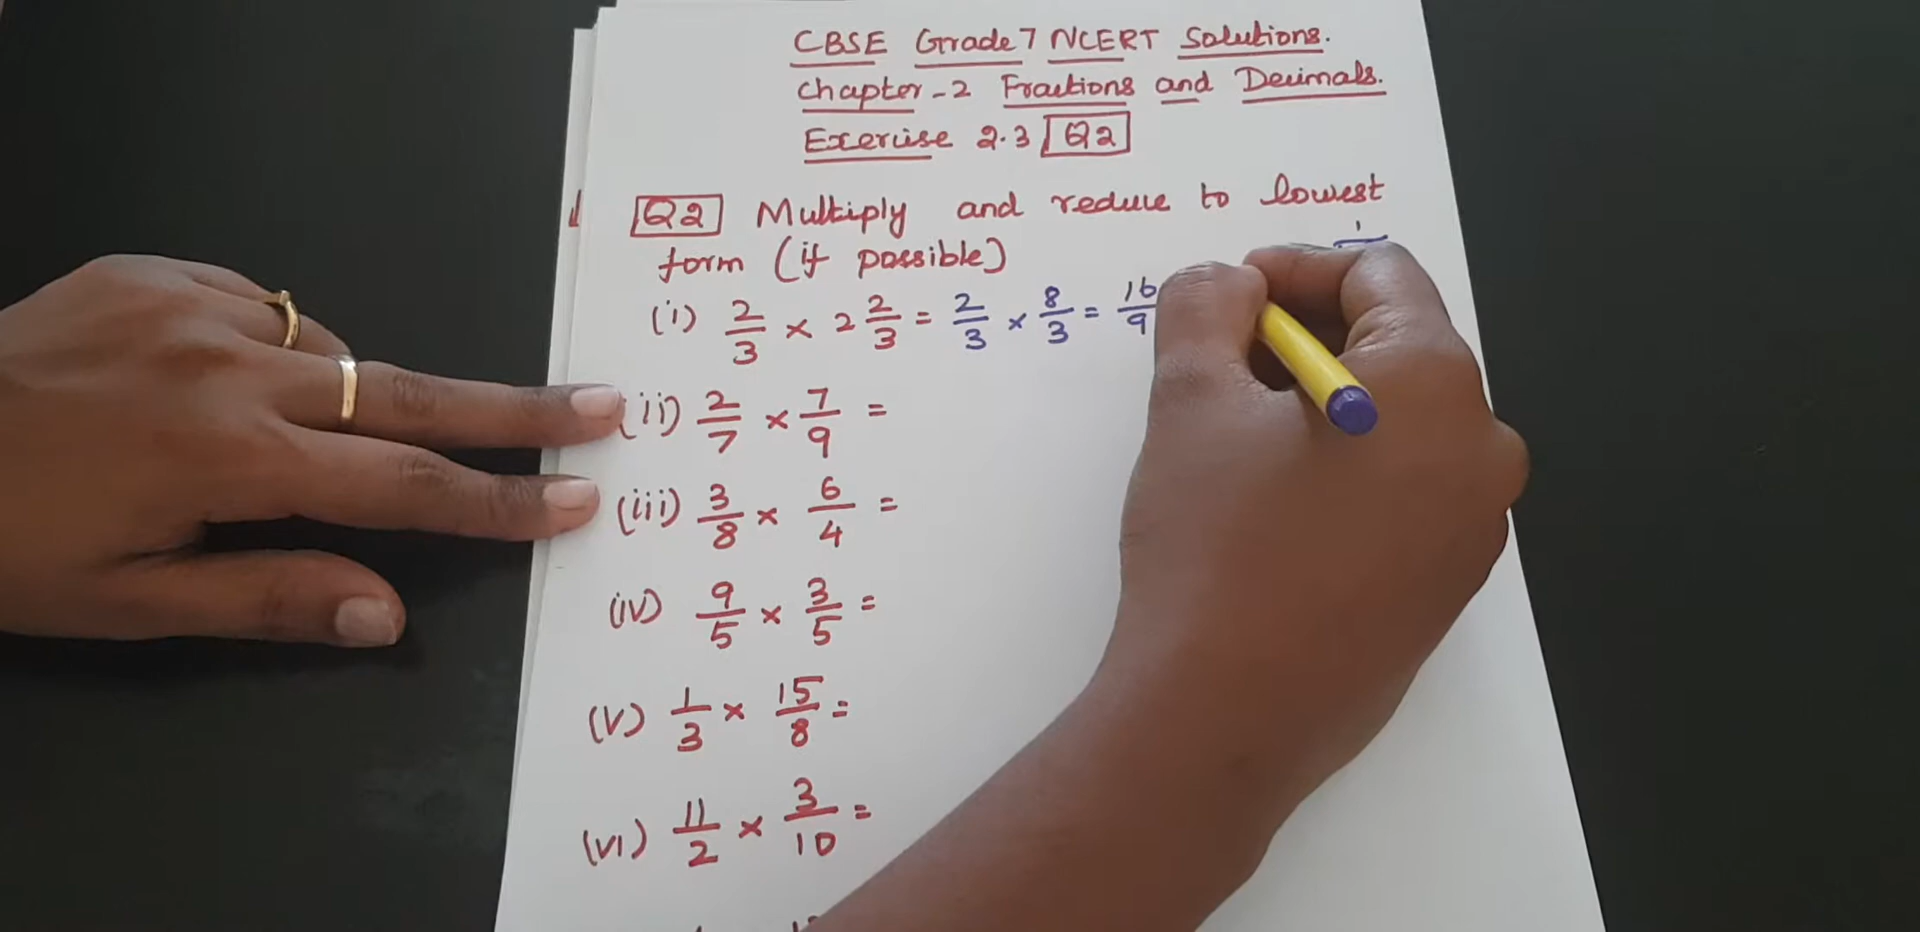 CBSE Grade 7 NCERT Solutions.
Chapter-2 Fractions and Decimals.
Exercise 2.3 Q2
Q2 Multiply and reduce to lowest
form (if possible)
(i) 2/3 × 2 2/3 = 2/3 × 8/3 = 16/9
(ii) 2/7 × 7/9 =
(iii) 3/8 × 6/4 =
(iv) 9/5 × 3/5 =
(v) 1/3 × 15/8 =
(vi) 11/2 × 3/10 =